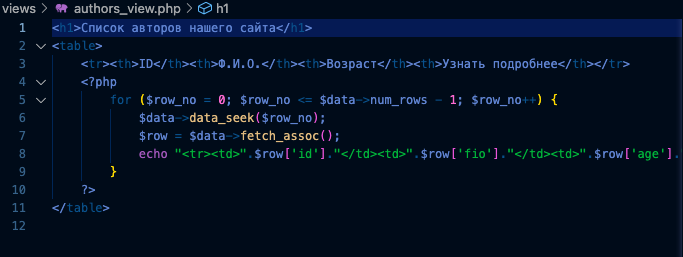 views > authors_view.php > h1
1 <h1>Список авторов нашего сайта</h1>
2 <table>
3 <tr><th>ID</th><th>Ф.И.О.</th><th>Возраст</th><th>Узнать подробнее</th></tr>
4 <?php
5 for ($row_no = 0; $row_no <= $data->num_rows - 1; $row_no++) {
6 $data->data_seek($row_no);
7 $row = $data->fetch_assoc();
8 echo "<tr><td>".$row['id']."</td><td>".$row['fio']."</td><td>".$row['age'].
9 }
10 ?>
11 </table>
12